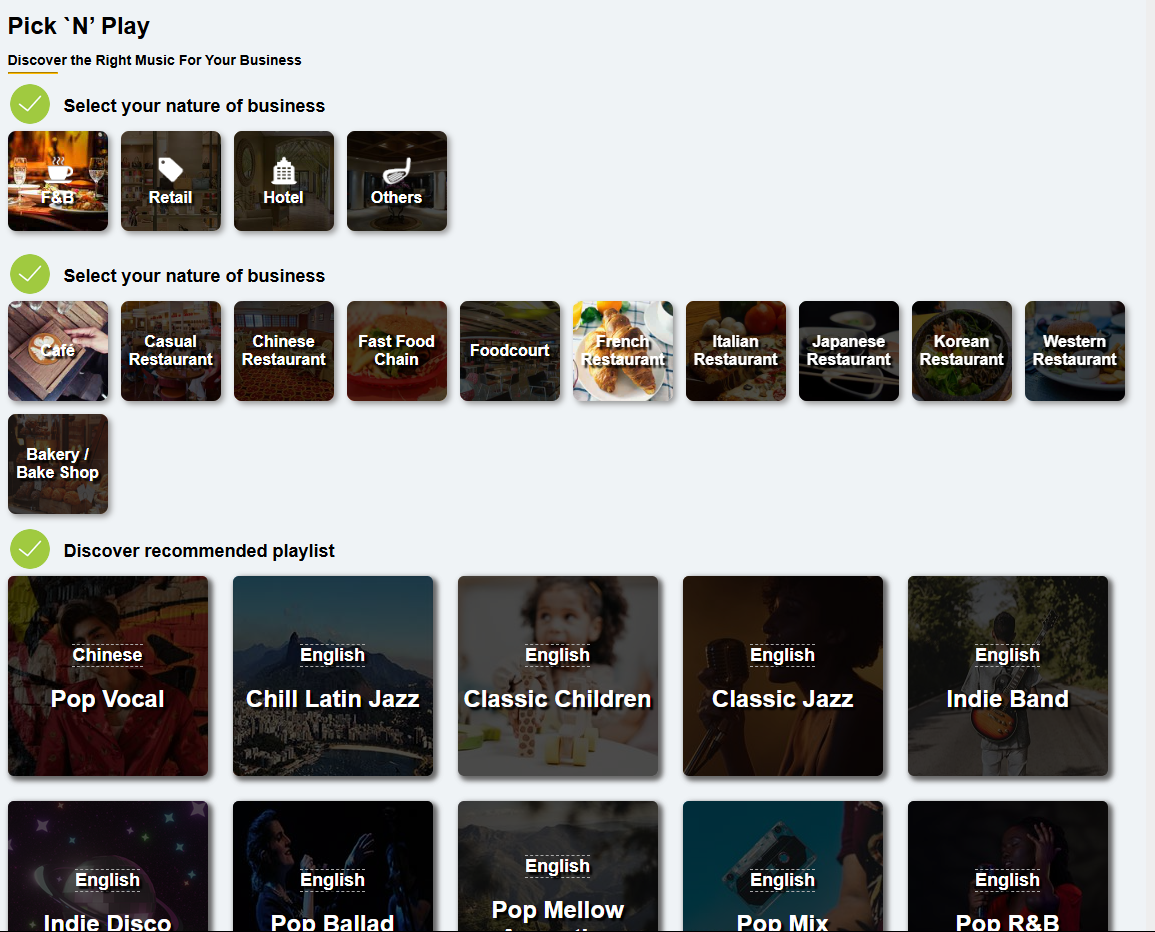 Pick `N’ Play
Discover the Right Music For Your Business
Select your nature of business
F&B
Retail
Hotel
Others
Select your nature of business
Café
Casual
Restaurant
Chinese
Restaurant
Fast Food
Chain
Foodcourt
French
Restaurant
Italian
Restaurant
Japanese
Restaurant
Korean
Restaurant
Western
Restaurant
Bakery /
Bake Shop
Discover recommended playlist
Chinese
Pop Vocal
English
Chill Latin Jazz
English
Classic Children
English
Classic Jazz
English
Indie Band
English
Indie Disco
English
Pop Ballad
English
Pop Mellow
English
Pop Mix
English
Pop R&B